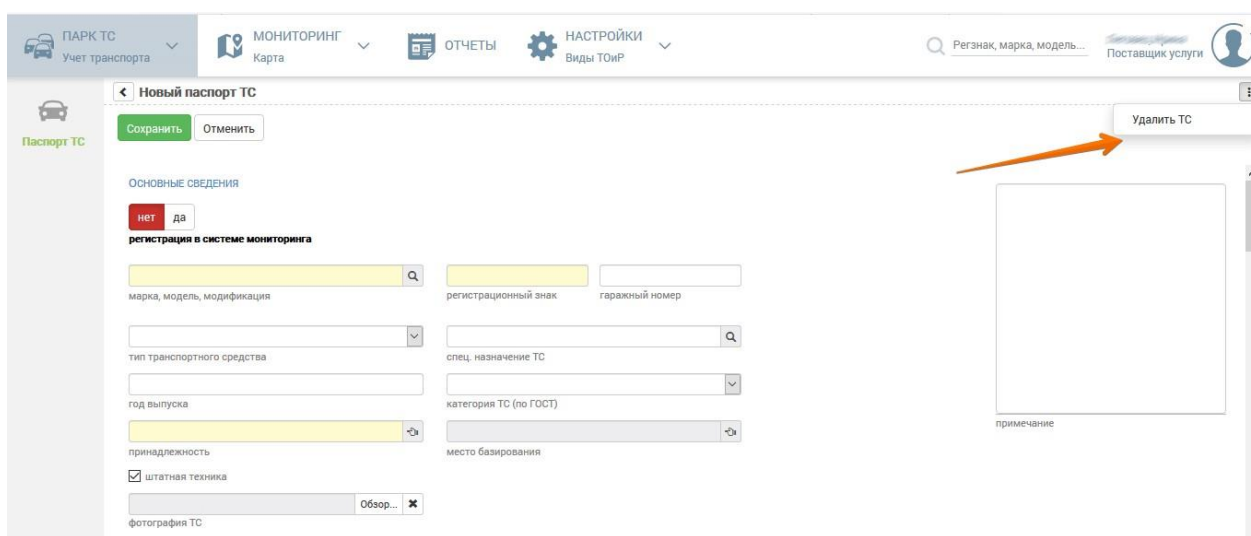 ПАРК ТС
Учет транспорта
МОНИТОРИНГ
Карта
ОТЧЕТЫ
НАСТРОЙКИ
Виды ТОиР
Регзнак, марка, модель...
Поставщик услуги
Новый паспорт ТС
Паспорт ТС
Сохранить Отменить
Удалить ТС
Основные сведения
нет да
регистрация в системе мониторинга
марка, модель, модификация
регистрационный знак
гаражный номер
тип транспортного средства
спец. назначение ТС
год выпуска
категория ТС (по ГОСТ)
принадлежность
место базирования
примечание
штатная техника
Обзор...
фотография ТС